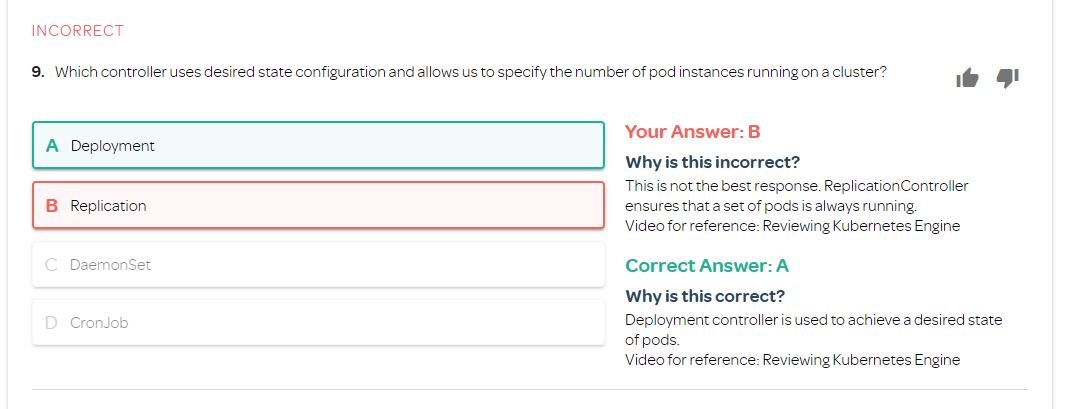 INCORRECT
9. Which controller uses desired state configuration and allows us to specify the number of pod instances running on a cluster?
A Deployment
B Replication
C DaemonSet
D CronJob
Your Answer: B
Why is this incorrect?
This is not the best response. ReplicationController
ensures that a set of pods is always running.
Video for reference: Reviewing Kubernetes Engine
Correct Answer: A
Why is this correct?
Deployment controller is used to achieve a desired state
of pods.
Video for reference: Reviewing Kubernetes Engine